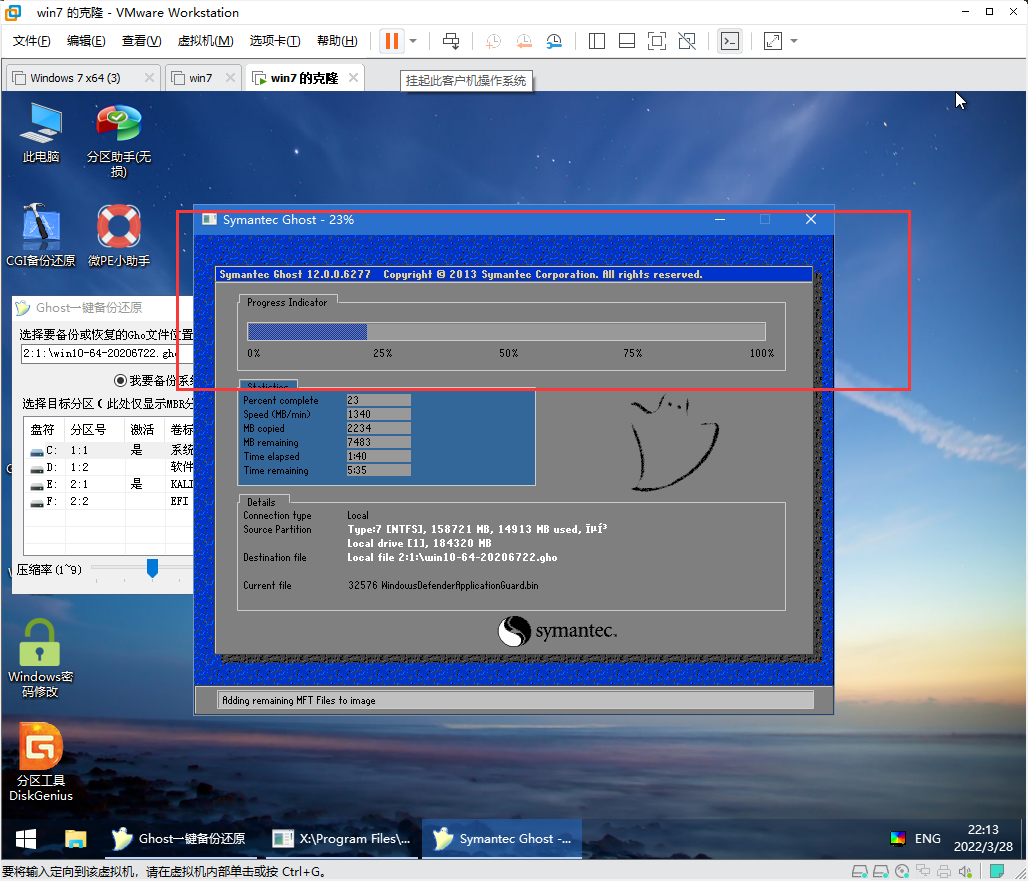 win7 的克隆 - VMware Workstation
文件(F) 编辑(E) 查看(V) 虚拟机(M) 选项卡(T) 帮助(H)
Windows 7 x64 (3) win7 win7 的克隆
挂起此客户机操作系统
此电脑
分区助手(无
损)
CGI备份还原
微PE小助手
Ghost一键备份还原
选择要备份或恢复的Gho文件位置
2:1:\win10-64-20206722.gho
我要备份系统
选择目标分区 ( 此处仅显示MBR分
盘符 分区号 激活 卷标
C: 1:1 是 系统
D: 1:2 软件
E: 2:1 是 KALI
F: 2:2 EFI
压缩率(1~9)
Symantec Ghost - 23%
Symantec Ghost 12.0.0.6277 Copyright © 2013 Symantec Corporation. All rights reserved.
Progress Indicator
0% 25% 50% 75% 100%
Statistics
Percent complete 23
Speed (MB/min) 1340
MB copied 2234
MB remaining 7483
Time elapsed 1:40
Time remaining 5:35
Details
Connection type Local
Source Partition Type:7 [NTFS], 158721 MB, 14913 MB used, ÏµÍ³
Local drive [1], 184320 MB
Destination file Local file 2:1:\win10-64-20206722.gho
Current file 32576 WindowsDefenderApplicationGuard.bin
symantec.
Adding remaining MFT Files to image
Windows密
码修改
分区工具
DiskGenius
Ghost一键备份还原 X:\Program Files\... Symantec Ghost -... ENG
22:13
2022/3/28
要将输入定向到该虚拟机，请在虚拟机内部单击或按 Ctrl+G。